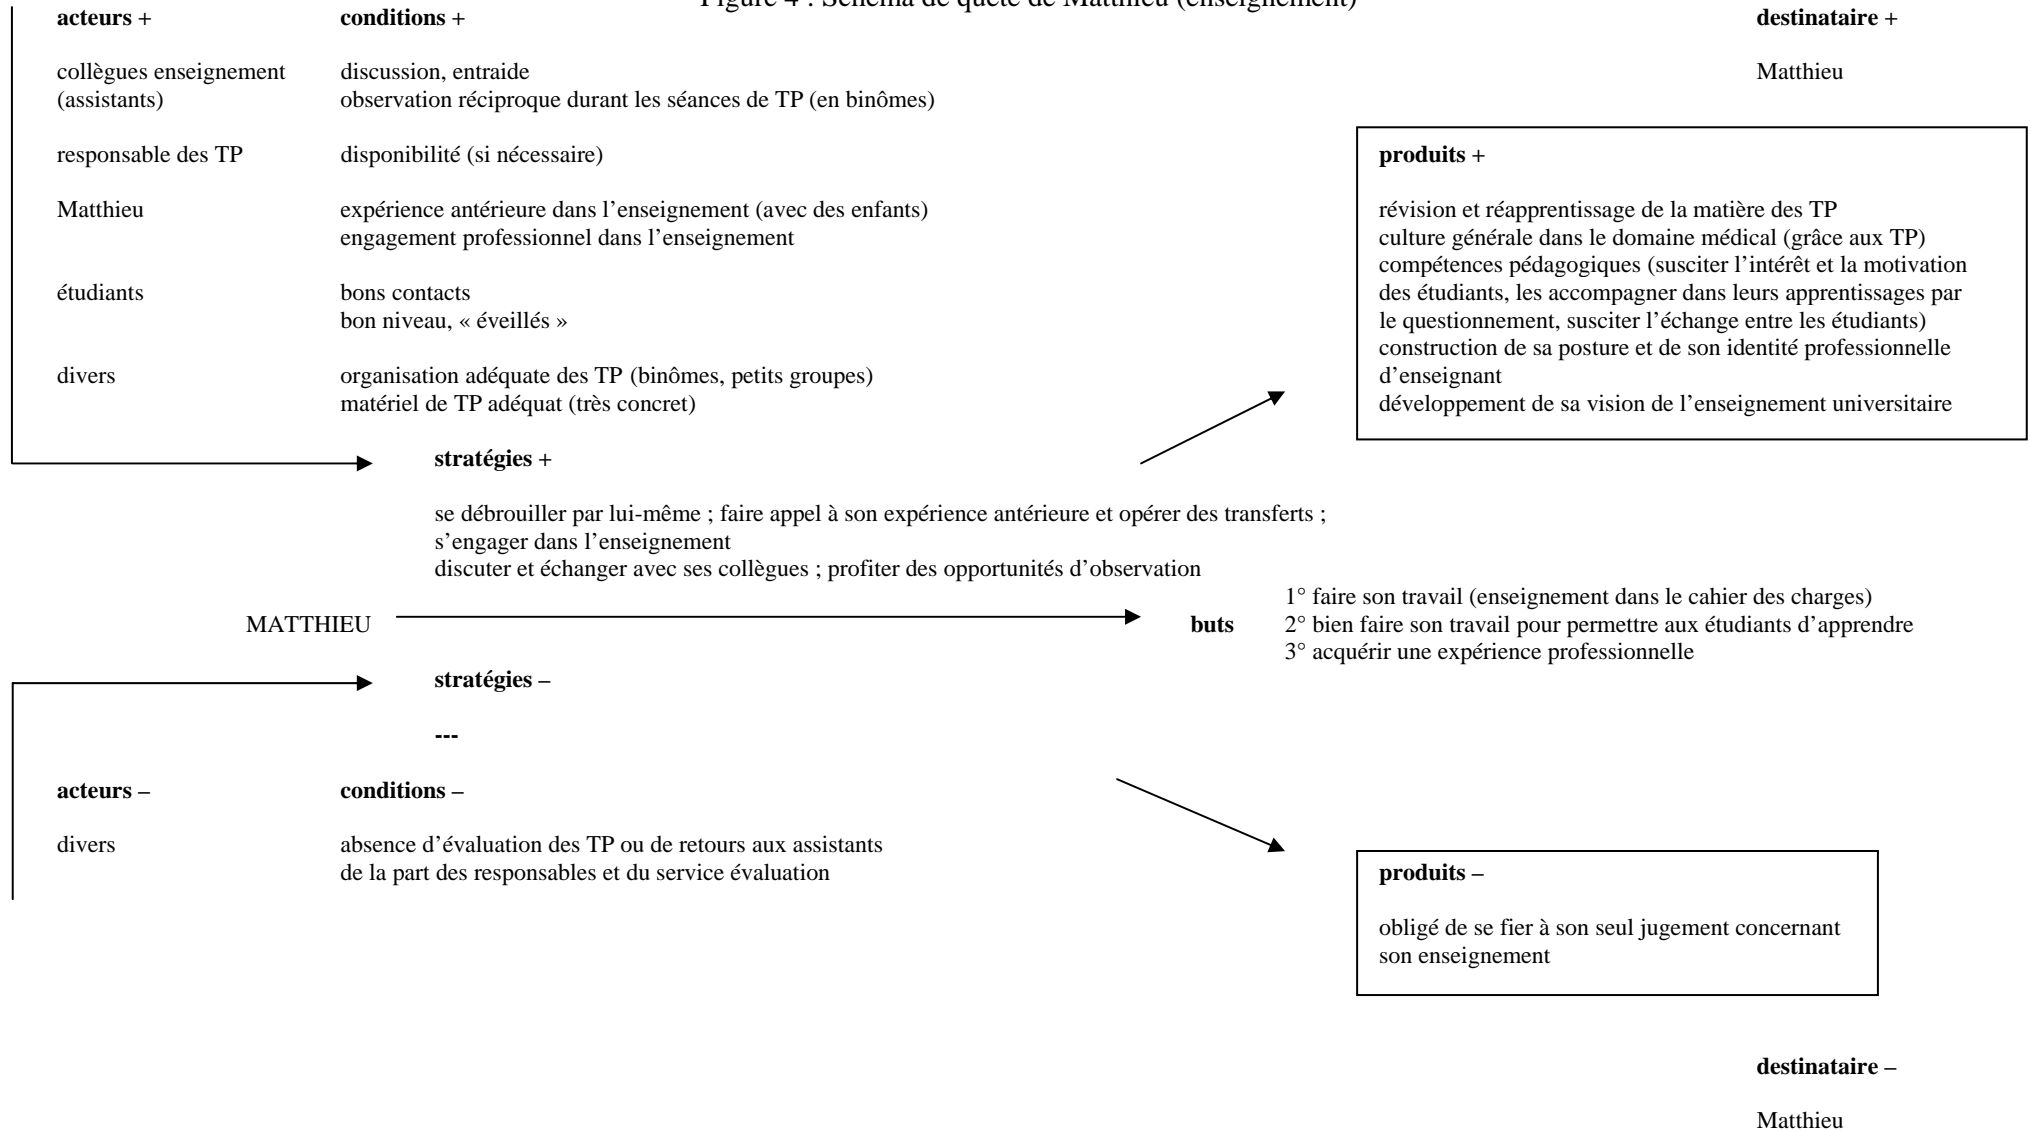 Figure 4 : Schéma de quête de Matthieu (enseignement)
acteurs + conditions + destinataire +
collègues enseignement discussion, entraide Matthieu
(assistants) observation réciproque durant les séances de TP (en binômes)
responsable des TP disponibilité (si nécessaire)
Matthieu expérience antérieure dans l’enseignement (avec des enfants)
engagement professionnel dans l’enseignement
étudiants bons contacts
bon niveau, « éveillés »
divers organisation adéquate des TP (binômes, petits groupes)
matériel de TP adéquat (très concret)
produits +
révision et réapprentissage de la matière des TP
culture générale dans le domaine médical (grâce aux TP)
compétences pédagogiques (susciter l’intérêt et la motivation
des étudiants, les accompagner dans leurs apprentissages par
le questionnement, susciter l’échange entre les étudiants)
construction de sa posture et de son identité professionnelle
d’enseignant
développement de sa vision de l’enseignement universitaire
stratégies +
se débrouiller par lui-même ; faire appel à son expérience antérieure et opérer des transferts ;
s’engager dans l’enseignement
discuter et échanger avec ses collègues ; profiter des opportunités d’observation
MATTHIEU
buts
1° faire son travail (enseignement dans le cahier des charges)
2° bien faire son travail pour permettre aux étudiants d’apprendre
3° acquérir une expérience professionnelle
stratégies –
---
acteurs – conditions –
divers absence d’évaluation des TP ou de retours aux assistants
de la part des responsables et du service évaluation
produits –
obligé de se fier à son seul jugement concernant
son enseignement
destinataire –
Matthieu